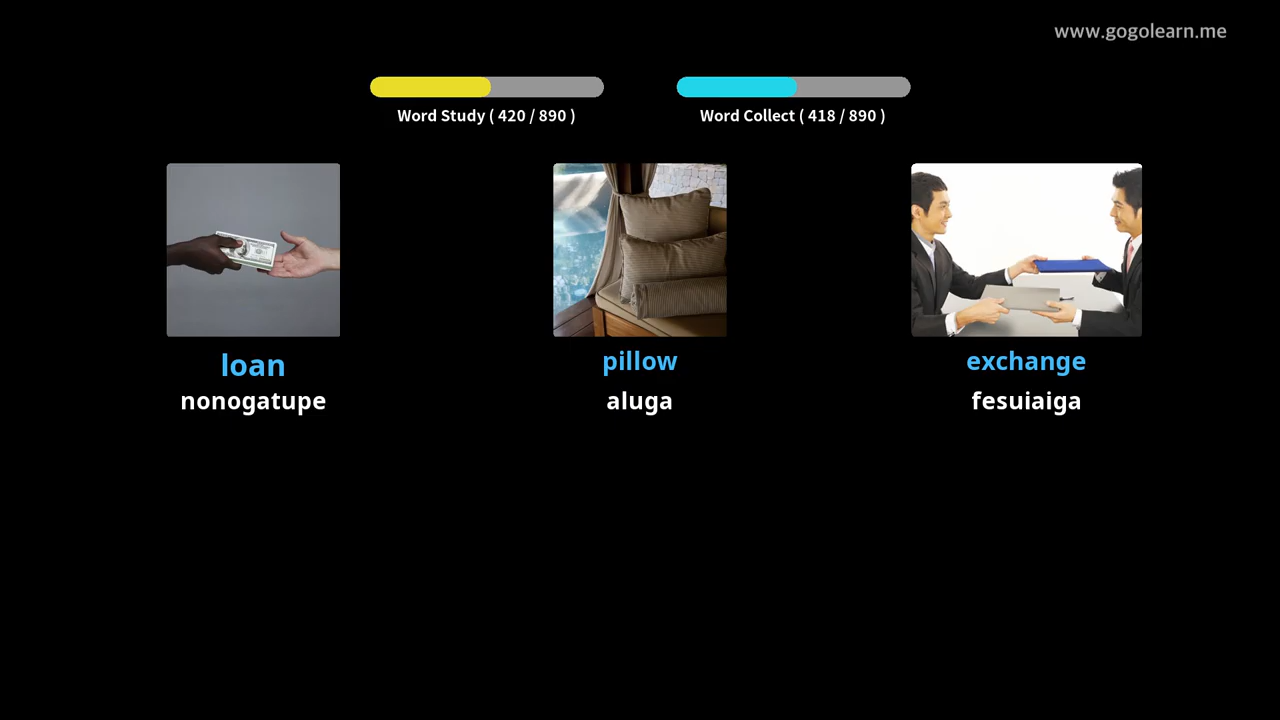 www.gogolearn.me
Word Study ( 420 / 890 )
Word Collect ( 418 / 890 )
loan
nonogatupe
pillow
aluga
exchange
fesuiaiga